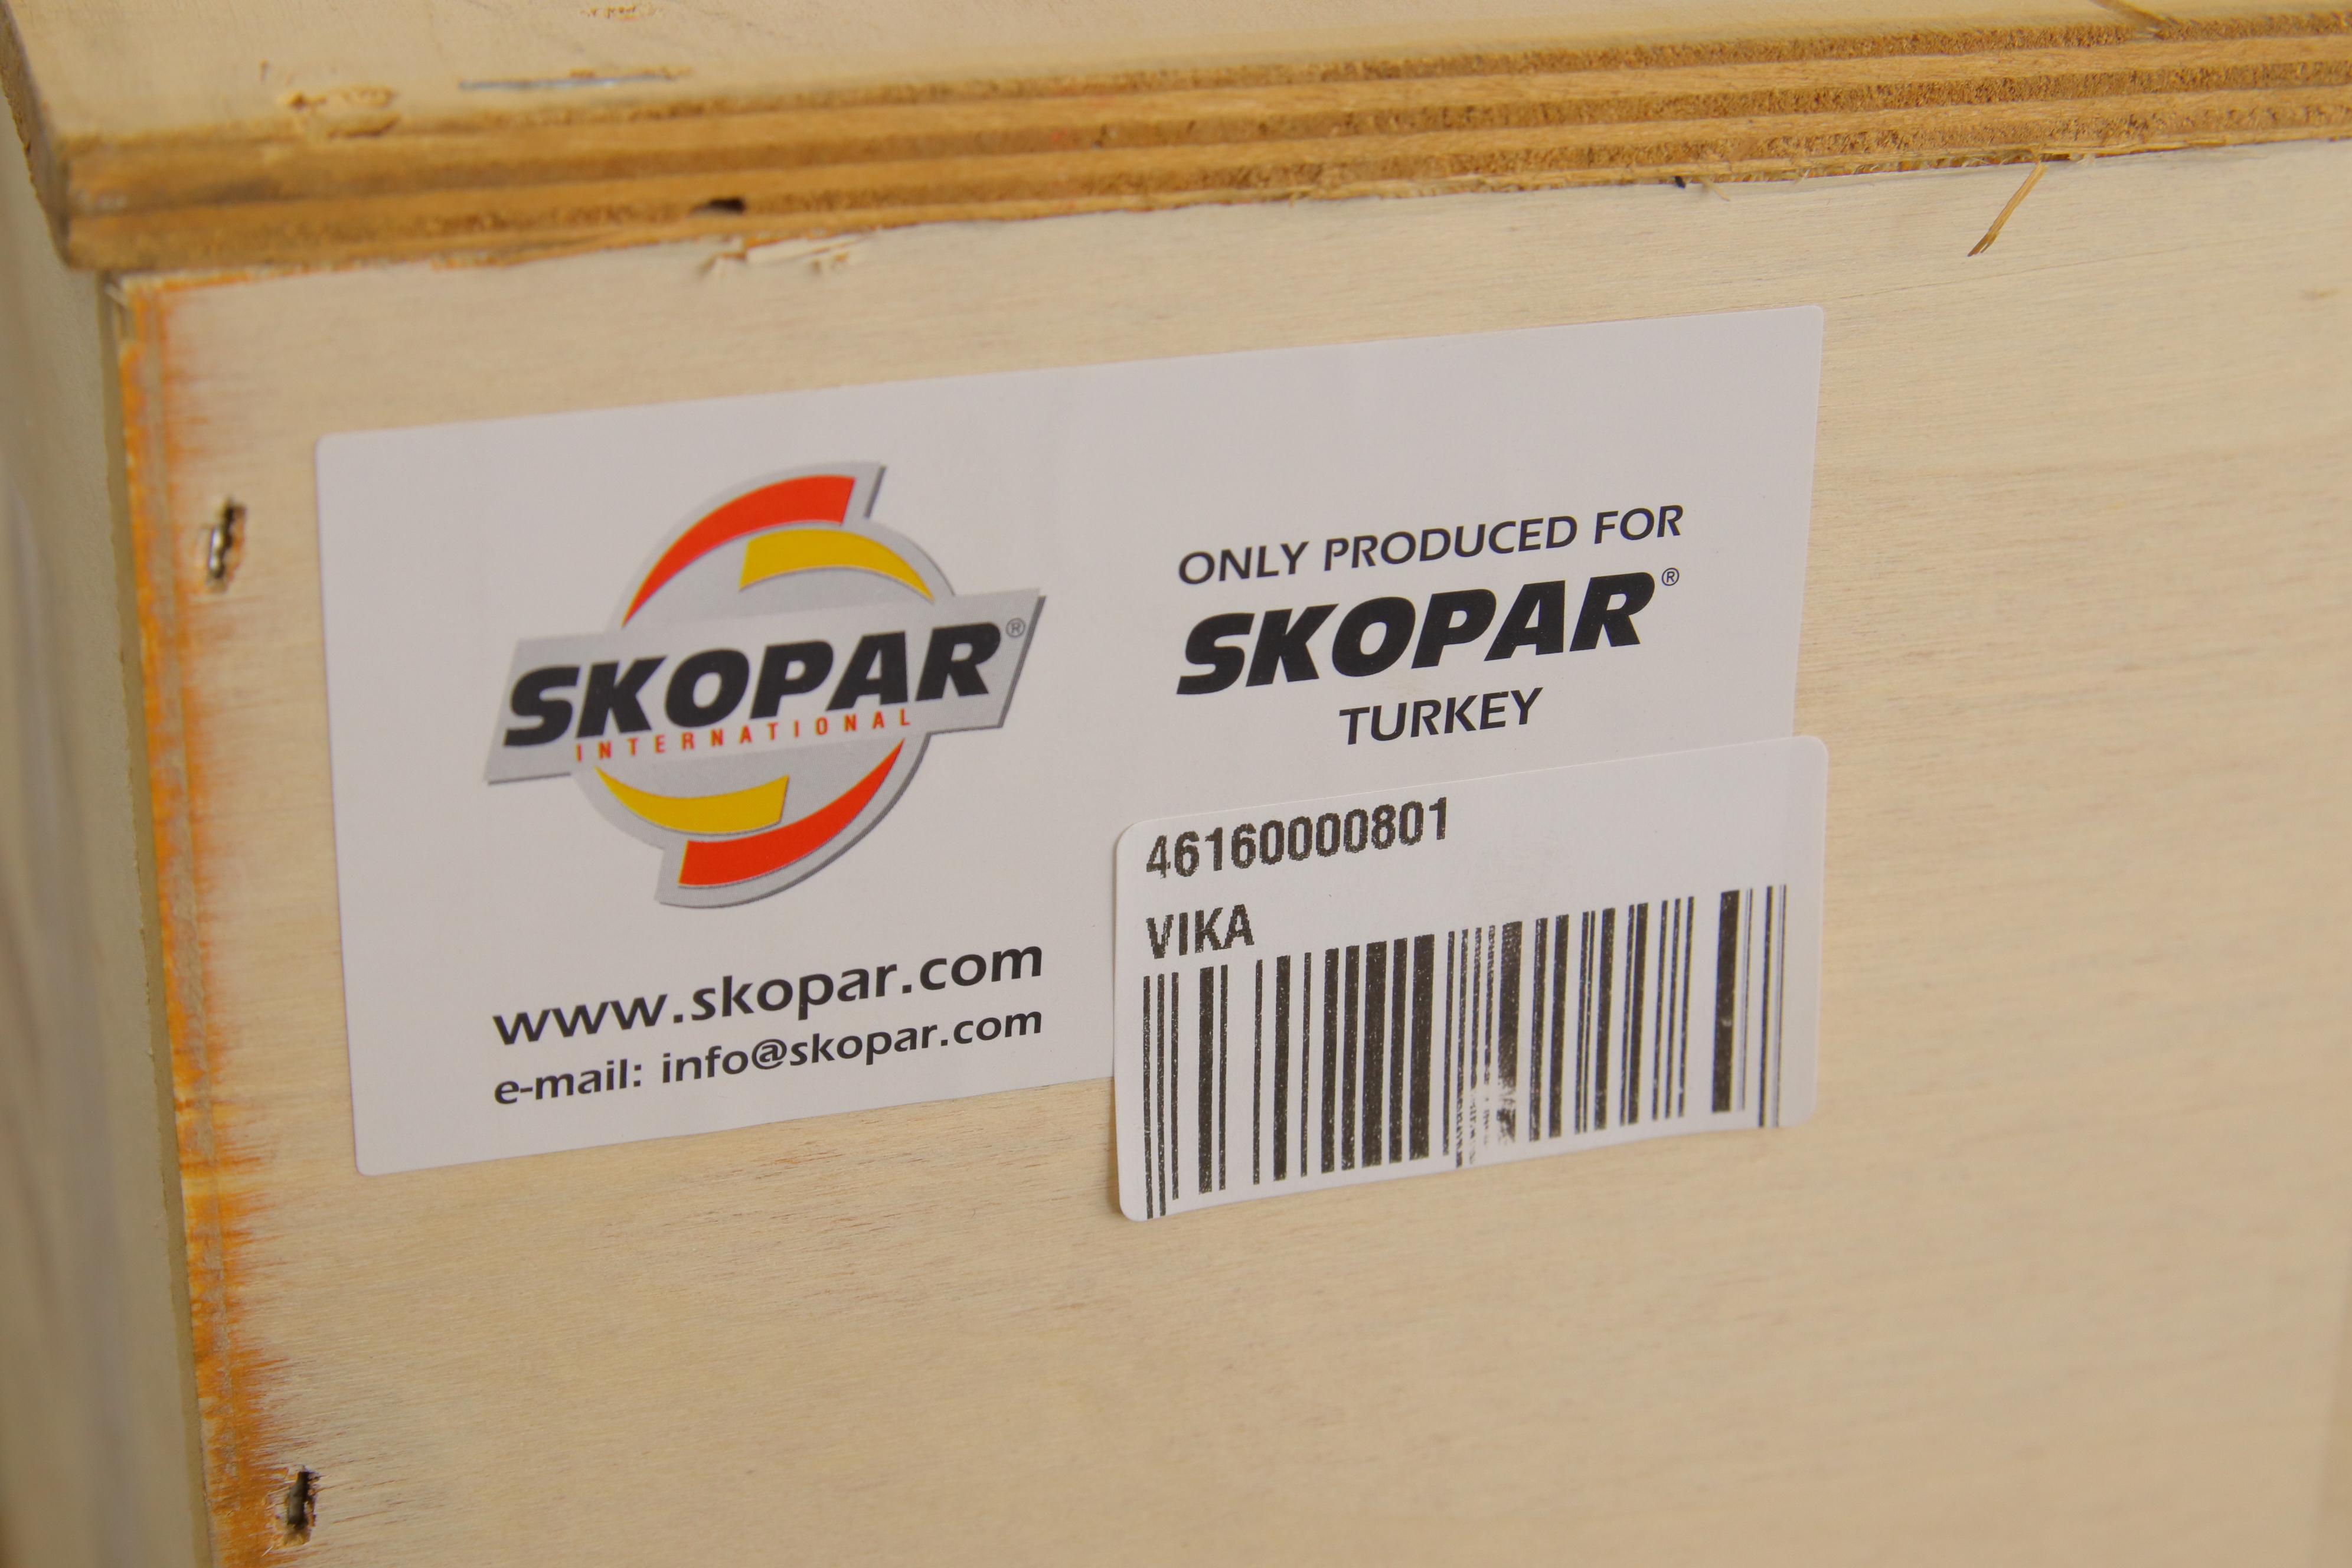 SKOPAR®
INTERNATIONAL
www.skopar.com
e-mail: info@skopar.com
ONLY PRODUCED FOR
SKOPAR®
TURKEY
46160000801
VIKA